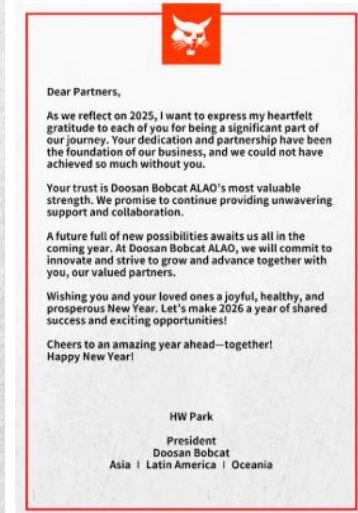 Dear Partners,
As we reflect on 2025, I want to express my heartfelt
gratitude to each of you for being a significant part of
our journey. Your dedication and partnership have been
the foundation of our business, and we could not have
achieved so much without you.
Your trust is Doosan Bobcat ALAO's most valuable
strength. We promise to continue providing unwavering
support and collaboration.
A future full of new possibilities awaits us all in the
coming year. At Doosan Bobcat ALAO, we will commit to
innovate and strive to grow and advance together with
you, our valued partners.
Wishing you and your loved ones a joyful, healthy, and
prosperous New Year. Let's make 2026 a year of shared
success and exciting opportunities!
Cheers to an amazing year ahead—together!
Happy New Year!
HW Park
President
Doosan Bobcat
Asia | Latin America | Oceania